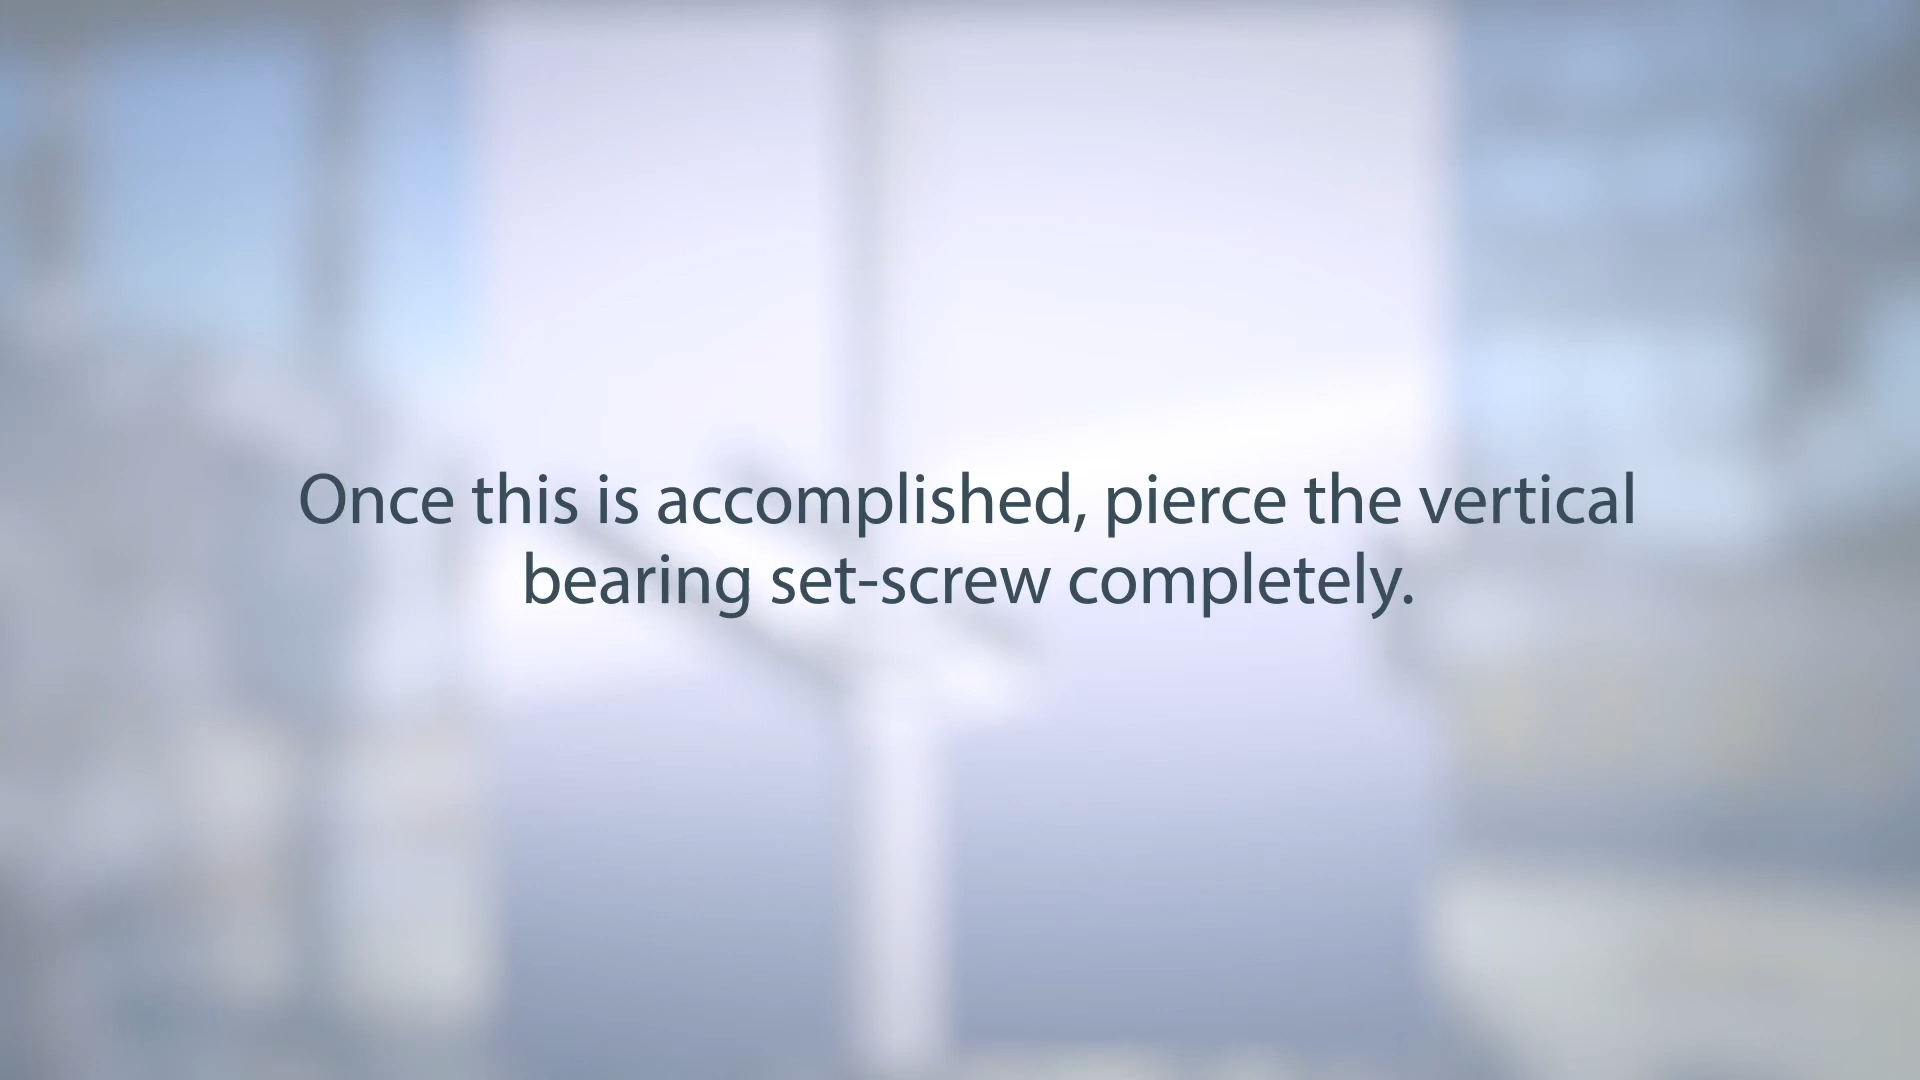 Once this is accomplished, pierce the vertical
bearing set-screw completely.